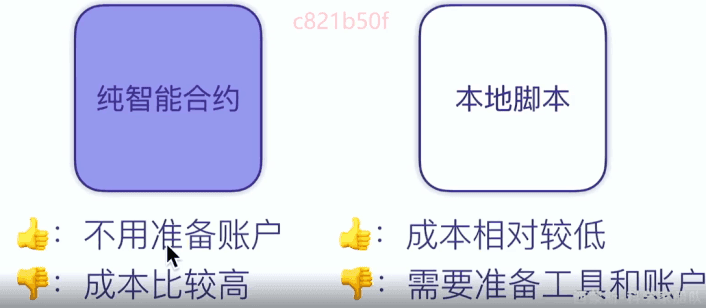 c821b50f
纯智能合约
本地脚本
👍：不用准备账户
👍：成本相对较低
👎：成本比较高
👎：需要准备工具和账户